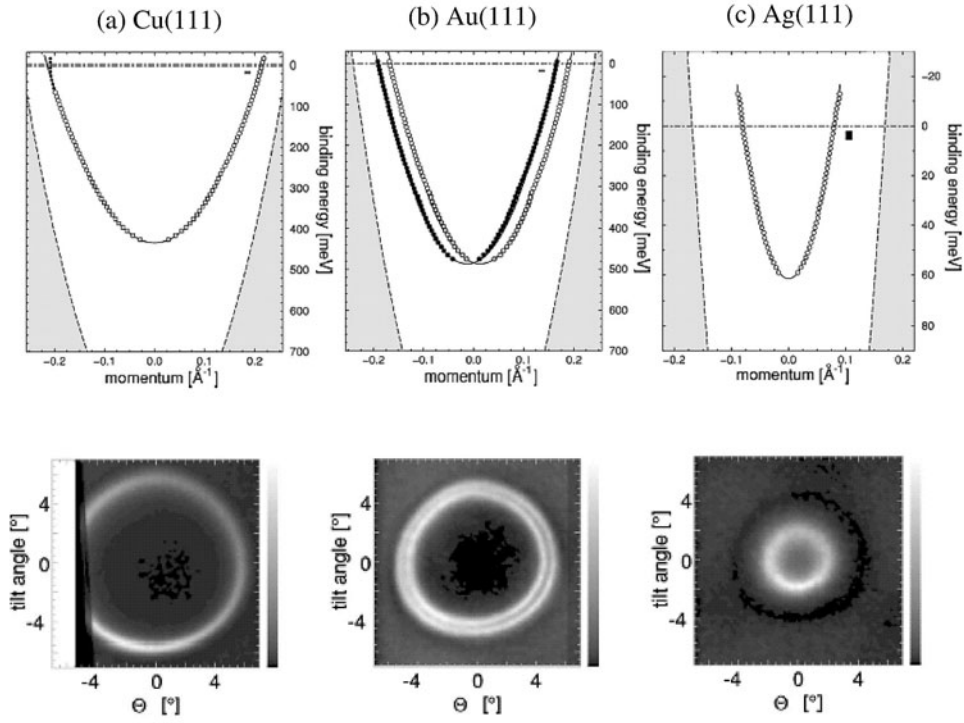 (a) Cu(111)
(b) Au(111)
(c) Ag(111)
0
100
200
300
400
500
600
700
binding energy [meV]
−0.2 −0.1 0.0 0.1 0.2
momentum [Å⁻¹]
0
100
200
300
400
500
600
700
binding energy [meV]
−0.2 −0.1 0.0 0.1 0.2
momentum [Å⁻¹]
−20
0
20
40
60
80
binding energy [meV]
−0.2 −0.1 0.0 0.1 0.2
momentum [Å⁻¹]
tilt angle [°]
4
0
-4
-4 0 4
Θ [°]
tilt angle [°]
4
0
-4
-4 0 4
Θ [°]
tilt angle [°]
4
0
-4
-4 0 4
Θ [°]